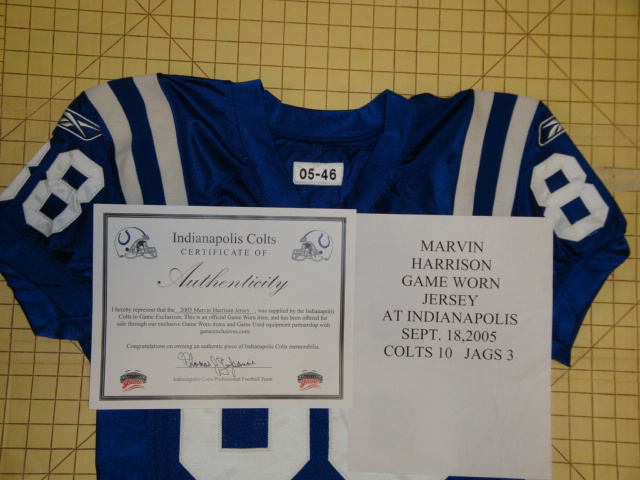 05-46
88
8
Indianapolis Colts
CERTIFICATE OF
Authenticity
I hereby represent that the 2005 Marvin Harrison Jersey, was supplied by the Indianapolis
Colts to Game Exclusives. This is an official Game Worn item, and has been offered for
sale through our exclusive Game Worn items and Game Used equipment partnership with
gameexclusives.com.
Congratulations on owning an authentic piece of Indianapolis Colts memorabilia.
Indianapolis Colts Professional Football Team
MARVIN
HARRISON
GAME WORN
JERSEY
AT INDIANAPOLIS
SEPT. 18,2005
COLTS 10 JAGS 3